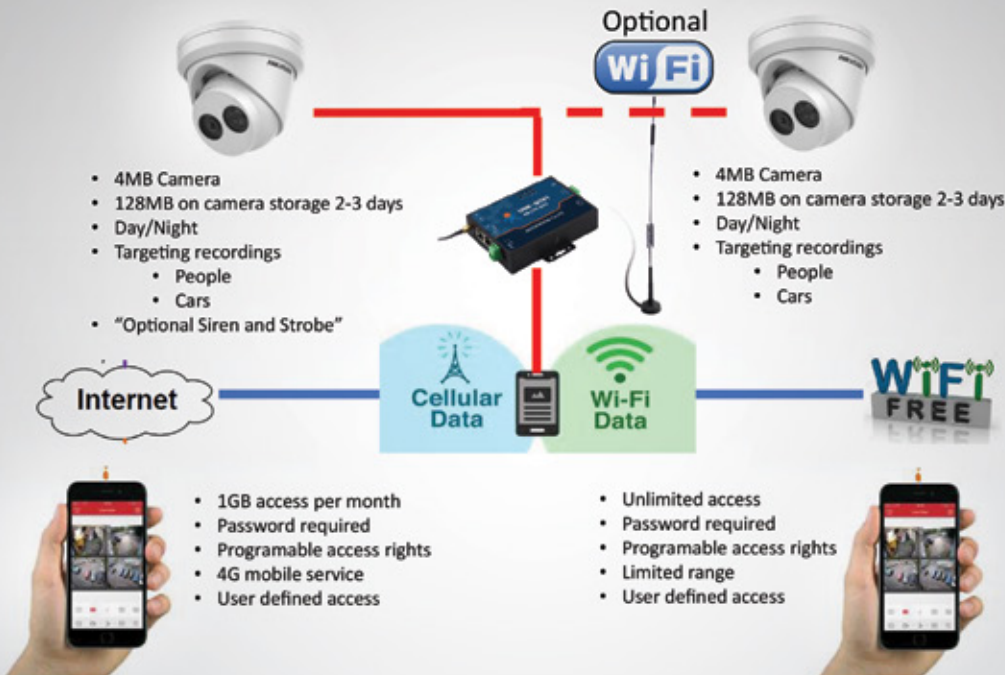 Optional
Wi Fi
• 4MB Camera
• 128MB on camera storage 2-3 days
• Day/Night
• Targeting recordings
• People
• Cars
• "Optional Siren and Strobe"
• 4MB Camera
• 128MB on camera storage 2-3 days
• Day/Night
• Targeting recordings
• People
• Cars
Internet
Cellular
Data
Wi-Fi
Data
WiFi
FREE
• 1GB access per month
• Password required
• Programable access rights
• 4G mobile service
• User defined access
• Unlimited access
• Password required
• Programable access rights
• Limited range
• User defined access